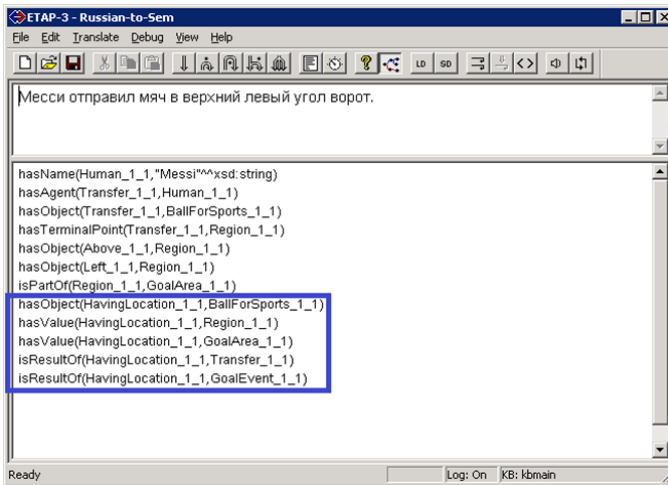 ETAP-3 - Russian-to-Sem
File Edit Translate Debug View Help
LD SD
Месси отправил мяч в верхний левый угол ворот.
hasName(Human_1_1,"Messi"^^xsd:string)
hasAgent(Transfer_1_1,Human_1_1)
hasObject(Transfer_1_1,BallForSports_1_1)
hasTerminalPoint(Transfer_1_1,Region_1_1)
hasObject(Above_1_1,Region_1_1)
hasObject(Left_1_1,Region_1_1)
isPartOf(Region_1_1,GoalArea_1_1)
hasObject(HavingLocation_1_1,BallForSports_1_1)
hasValue(HavingLocation_1_1,Region_1_1)
hasValue(HavingLocation_1_1,GoalArea_1_1)
isResultOf(HavingLocation_1_1,Transfer_1_1)
isResultOf(HavingLocation_1_1,GoalEvent_1_1)
Ready Log: On KB: kbmain